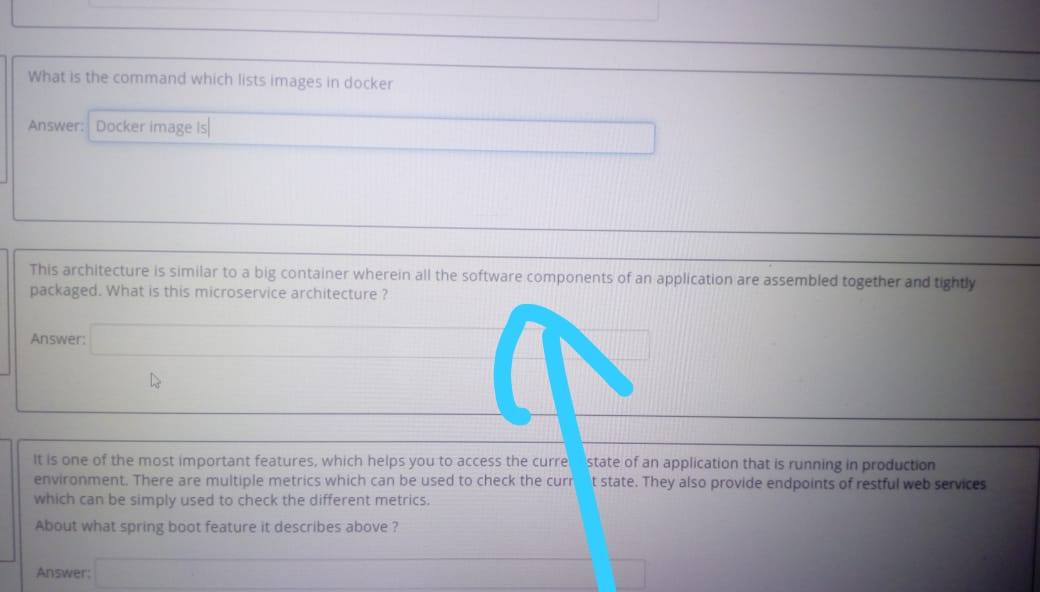 What is the command which lists images in docker
Answer: Docker image ls
This architecture is similar to a big container wherein all the software components of an application are assembled together and tightly
packaged. What is this microservice architecture ?
Answer:
It is one of the most important features, which helps you to access the curre state of an application that is running in production
environment. There are multiple metrics which can be used to check the curr t state. They also provide endpoints of restful web services
which can be simply used to check the different metrics.
About what spring boot feature it describes above ?
Answer: